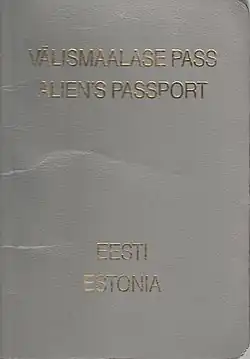 VÄLISMAALASE PASS
ALIEN'S PASSPORT
EESTI
ESTONIA